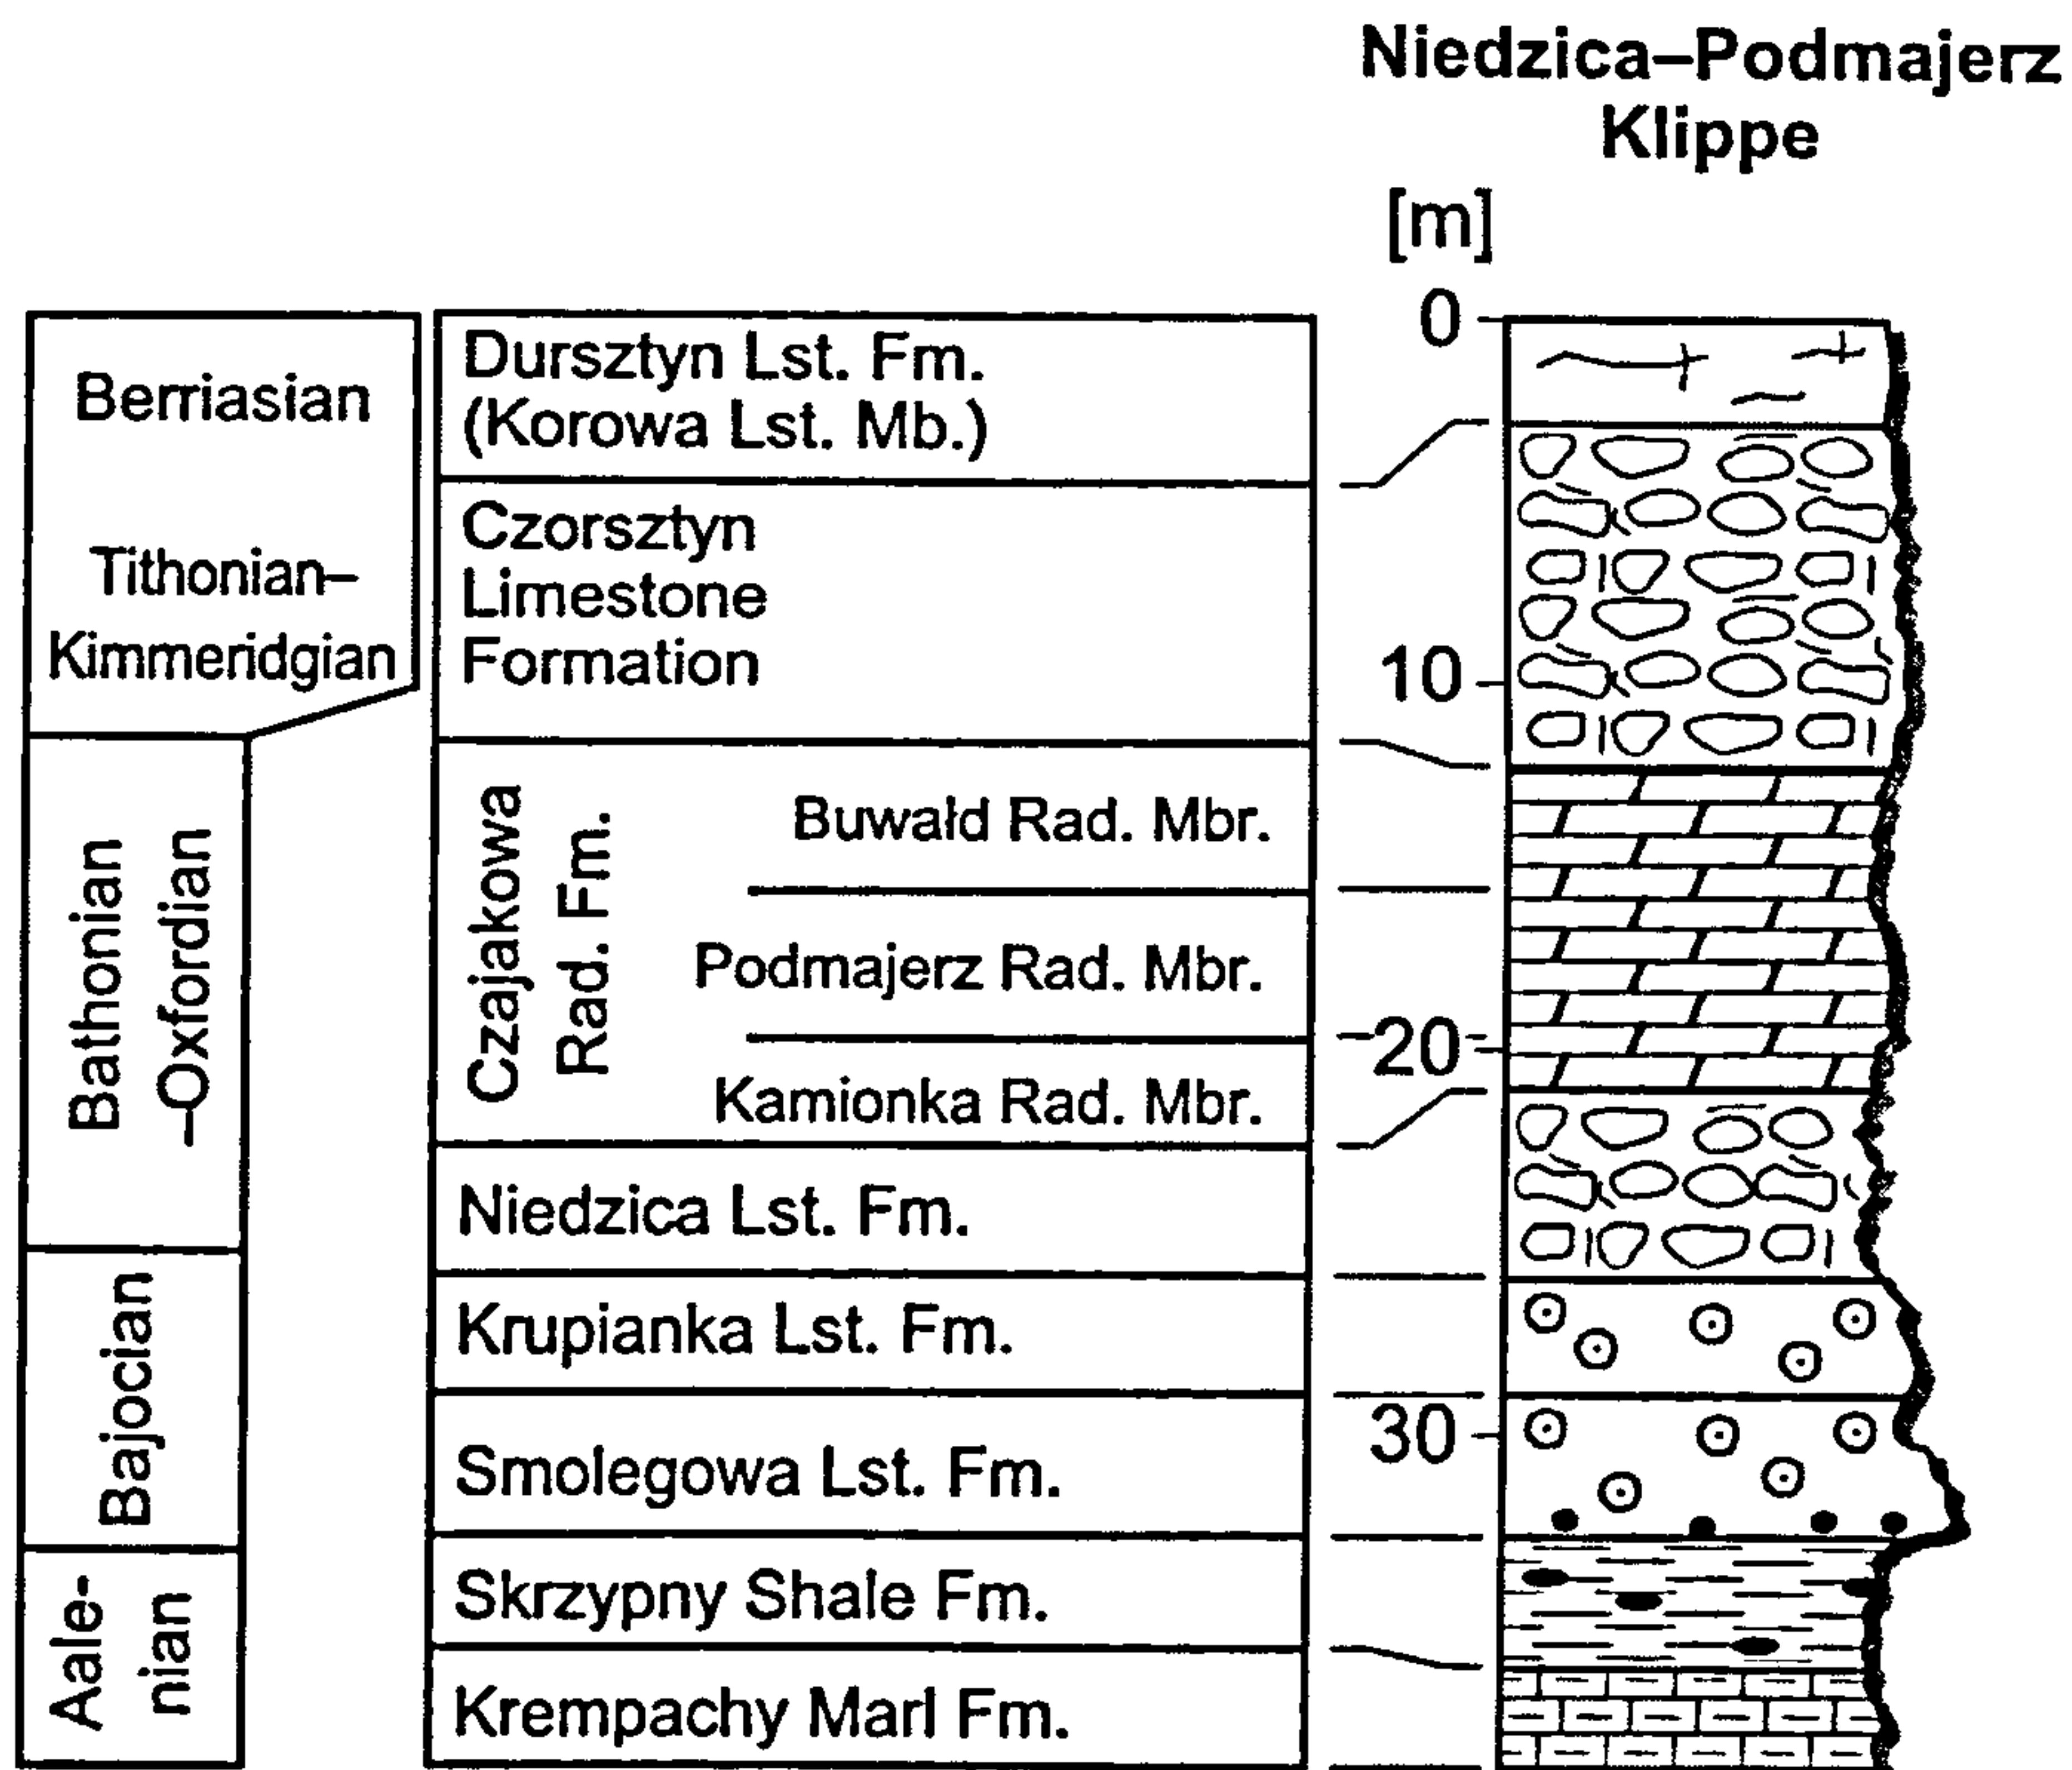 Niedzica–Podmajerz
Klippe
[m]
0
10
20
30
Berriasian
Tithonian–
Kimmeridgian
Bathonian
–Oxfordian
Bajocian
Aale-
nian
Dursztyn Lst. Fm.
(Korowa Lst. Mb.)
Czorsztyn
Limestone
Formation
Czajakowa
Rad. Fm.
Buwałd Rad. Mbr.
Podmajerz Rad. Mbr.
Kamionka Rad. Mbr.
Niedzica Lst. Fm.
Krupianka Lst. Fm.
Smolegowa Lst. Fm.
Skrzypny Shale Fm.
Krempachy Marl Fm.